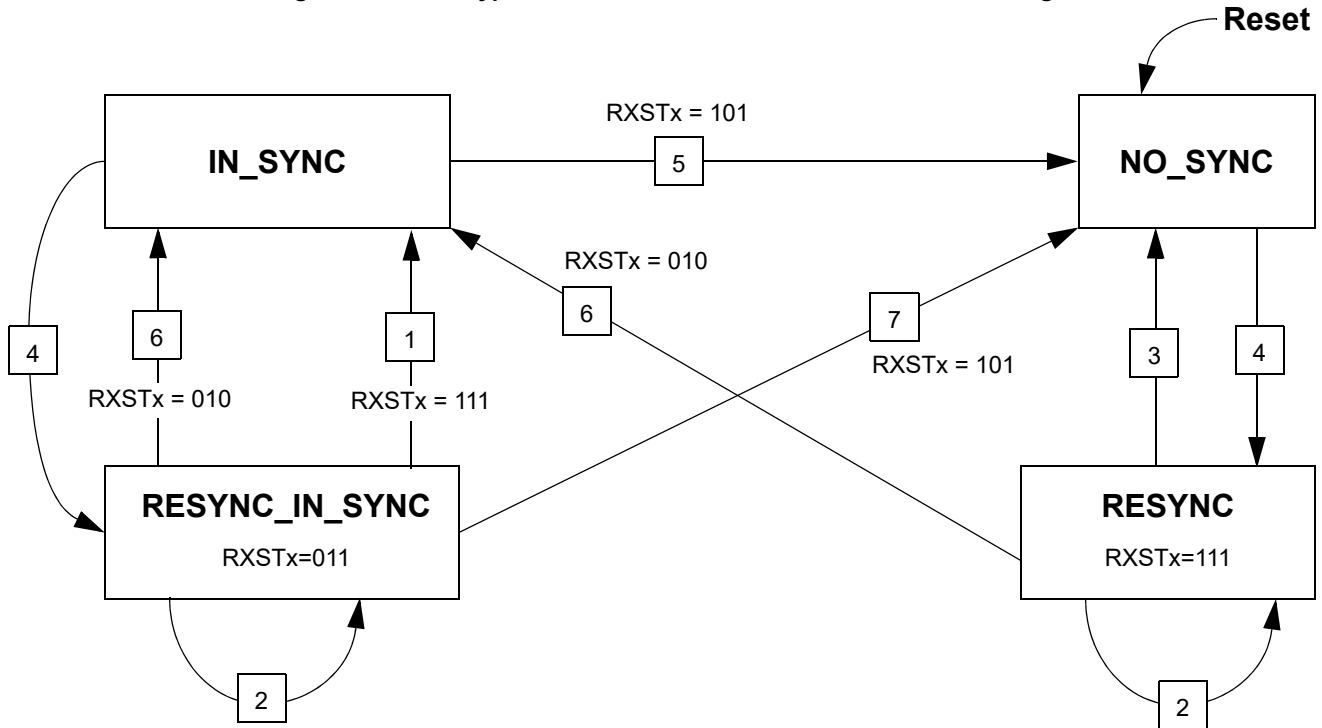 Reset
RXSTx = 101
IN_SYNC
5
NO_SYNC
RXSTx = 010
6
7
RXSTx = 101
4
6
1
3
4
RXSTx = 010
RXSTx = 111
RESYNC_IN_SYNC
RXSTx=011
RESYNC
RXSTx=111
2
2